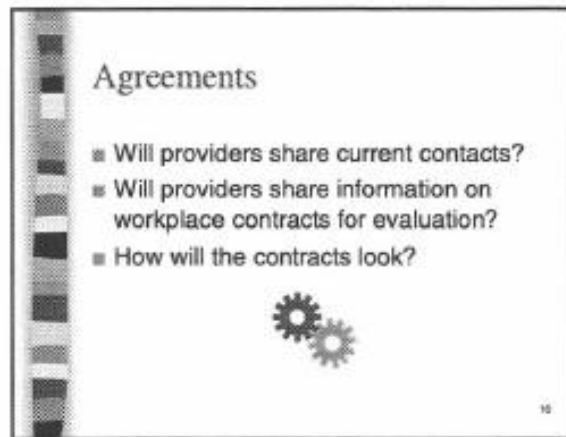 Agreements
Will providers share current contacts?
Will providers share information on
workplace contracts for evaluation?
How will the contracts look?